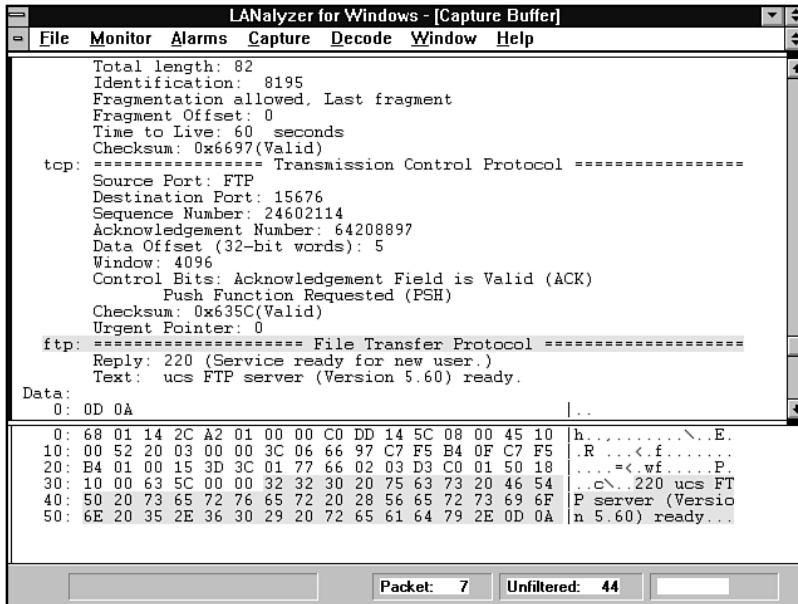 LANalyzer for Windows - [Capture Buffer]
File Monitor Alarms Capture Decode Window Help
Total length: 82
Identification: 8195
Fragmentation allowed, Last fragment
Fragment Offset: 0
Time to Live: 60 seconds
Checksum: 0x6697(Valid)
tcp: ================== Transmission Control Protocol ==================
Source Port: FTP
Destination Port: 15676
Sequence Number: 24602114
Acknowledgement Number: 64208897
Data Offset (32-bit words): 5
Window: 4096
Control Bits: Acknowledgement Field is Valid (ACK)
Push Function Requested (PSH)
Checksum: 0x635C(Valid)
Urgent Pointer: 0
ftp: ====================== File Transfer Protocol =====================
Reply: 220 (Service ready for new user.)
Text: ucs FTP server (Version 5.60) ready.
Data:
0: 0D 0A |..
0: 68 01 14 2C A2 01 00 00 C0 DD 14 5C 08 00 45 10 |h..,.......\..E.
10: 00 52 20 03 00 00 3C 06 66 97 C7 F5 B4 0F C7 F5 |.R ...<.f.......
20: B4 01 00 15 3D 3C 01 77 66 02 03 D3 C0 01 50 18 |....=<.wf.....P.
30: 10 00 63 5C 00 00 32 32 30 20 75 63 73 20 46 54 |..c\..220 ucs FT
40: 50 20 73 65 72 76 65 72 20 28 56 65 72 73 69 6F |P server (Versio
50: 6E 20 35 2E 36 30 29 20 72 65 61 64 79 2E 0D 0A |n 5.60) ready...
Packet: 7 Unfiltered: 44